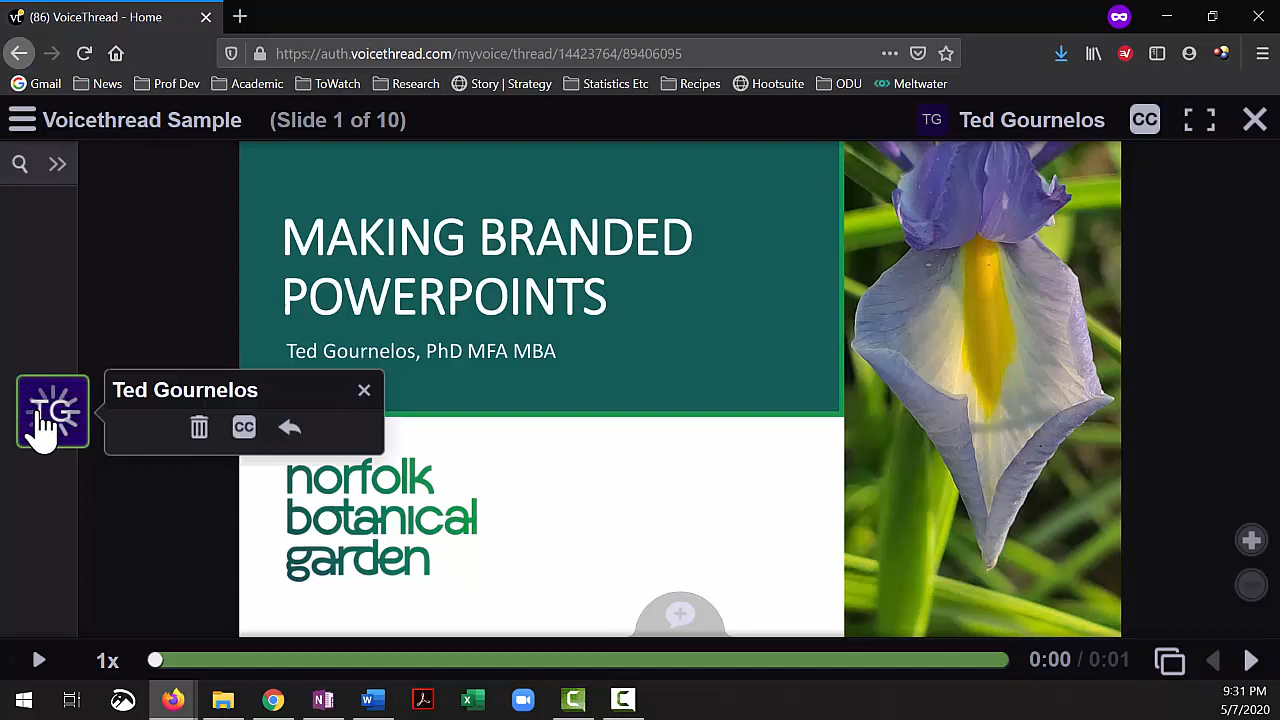 (86) VoiceThread - Home
https://auth.voicethread.com/myvoice/thread/14423764/89406095
Gmail News Prof Dev Academic ToWatch Research Story | Strategy Statistics Etc Recipes Hootsuite ODU Meltwater
Voicethread Sample (Slide 1 of 10) TG Ted Gournelos CC
MAKING BRANDED
POWERPOINTS
Ted Gournelos, PhD MFA MBA
TG
Ted Gournelos
CC
norfolk
botanical
garden
1x 0:00 / 0:01
9:31 PM
5/7/2020